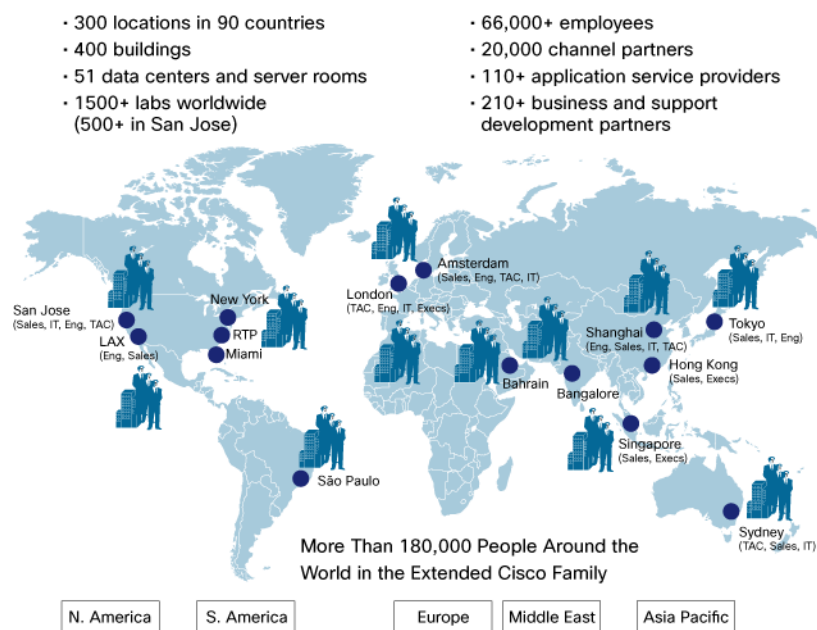 · 300 locations in 90 countries
· 400 buildings
· 51 data centers and server rooms
· 1500+ labs worldwide
(500+ in San Jose)
· 66,000+ employees
· 20,000 channel partners
· 110+ application service providers
· 210+ business and support
development partners
Amsterdam
(Sales, Eng, TAC, IT)
London
(TAC, Eng, IT, Execs)
New York
San Jose
(Sales, IT, Eng, TAC)
RTP
LAX
(Eng, Sales)
Miami
Shanghai
(Eng, Sales, IT, TAC)
Tokyo
(Sales, IT, Eng)
Hong Kong
(Sales, Execs)
Bahrain
Bangalore
Singapore
(Sales, Execs)
São Paulo
Sydney
(TAC, Sales, IT)
More Than 180,000 People Around the
World in the Extended Cisco Family
N. America
S. America
Europe
Middle East
Asia Pacific